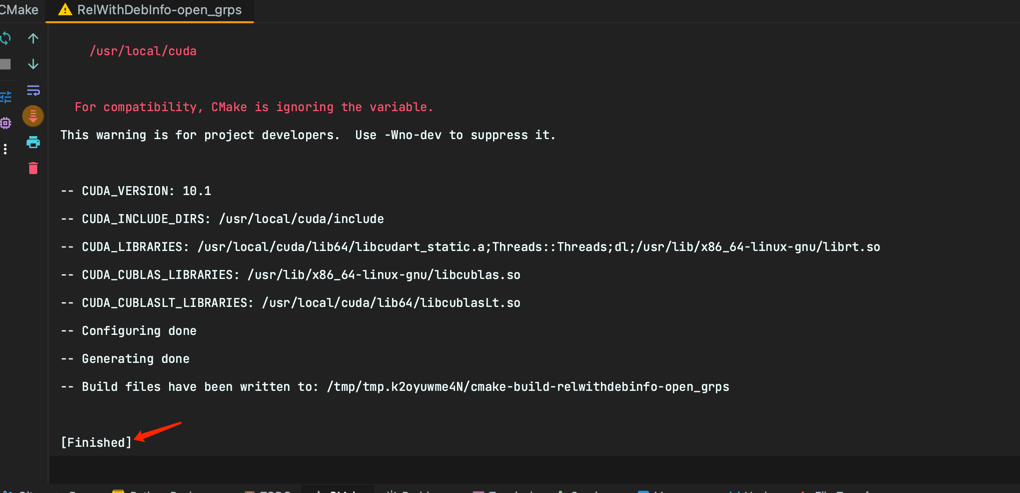 CMake RelWithDebInfo-open_grps
/usr/local/cuda
For compatibility, CMake is ignoring the variable.
This warning is for project developers.  Use -Wno-dev to suppress it.
-- CUDA_VERSION: 10.1
-- CUDA_INCLUDE_DIRS: /usr/local/cuda/include
-- CUDA_LIBRARIES: /usr/local/cuda/lib64/libcudart_static.a;Threads::Threads;dl;/usr/lib/x86_64-linux-gnu/librt.so
-- CUDA_CUBLAS_LIBRARIES: /usr/lib/x86_64-linux-gnu/libcublas.so
-- CUDA_CUBLASLT_LIBRARIES: /usr/local/cuda/lib64/libcublasLt.so
-- Configuring done
-- Generating done
-- Build files have been written to: /tmp/tmp.k2oyuwme4N/cmake-build-relwithdebinfo-open_grps
[Finished]